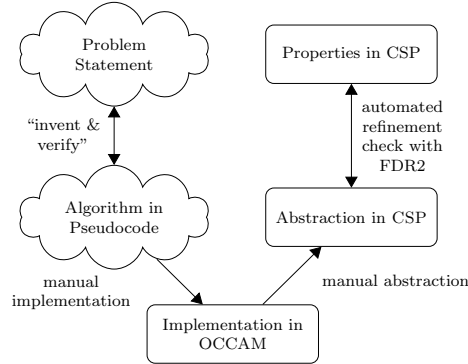 Problem
Statement
Properties in CSP
“invent &
verify”
automated
refinement
check with
FDR2
Algorithm in
Pseudocode
Abstraction in CSP
manual
implementation
manual abstraction
Implementation in
OCCAM